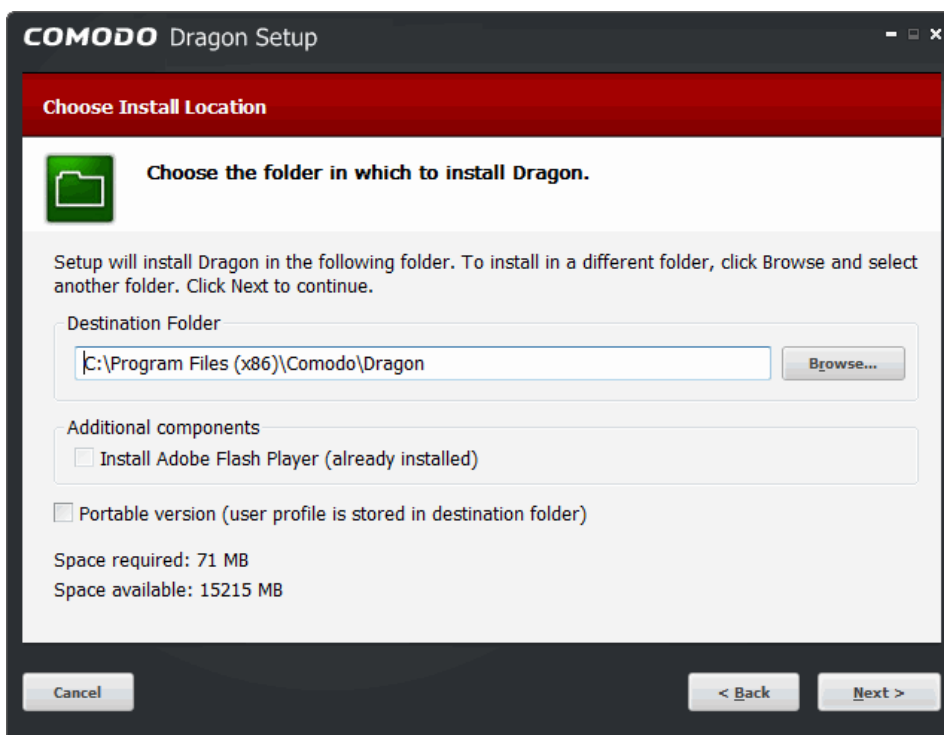 COMODO Dragon Setup
Choose Install Location
Choose the folder in which to install Dragon.
Setup will install Dragon in the following folder. To install in a different folder, click Browse and select
another folder. Click Next to continue.
Destination Folder
C:\Program Files (x86)\Comodo\Dragon
Browse...
Additional components
Install Adobe Flash Player (already installed)
Portable version (user profile is stored in destination folder)
Space required: 71 MB
Space available: 15215 MB
Cancel
< Back
Next >